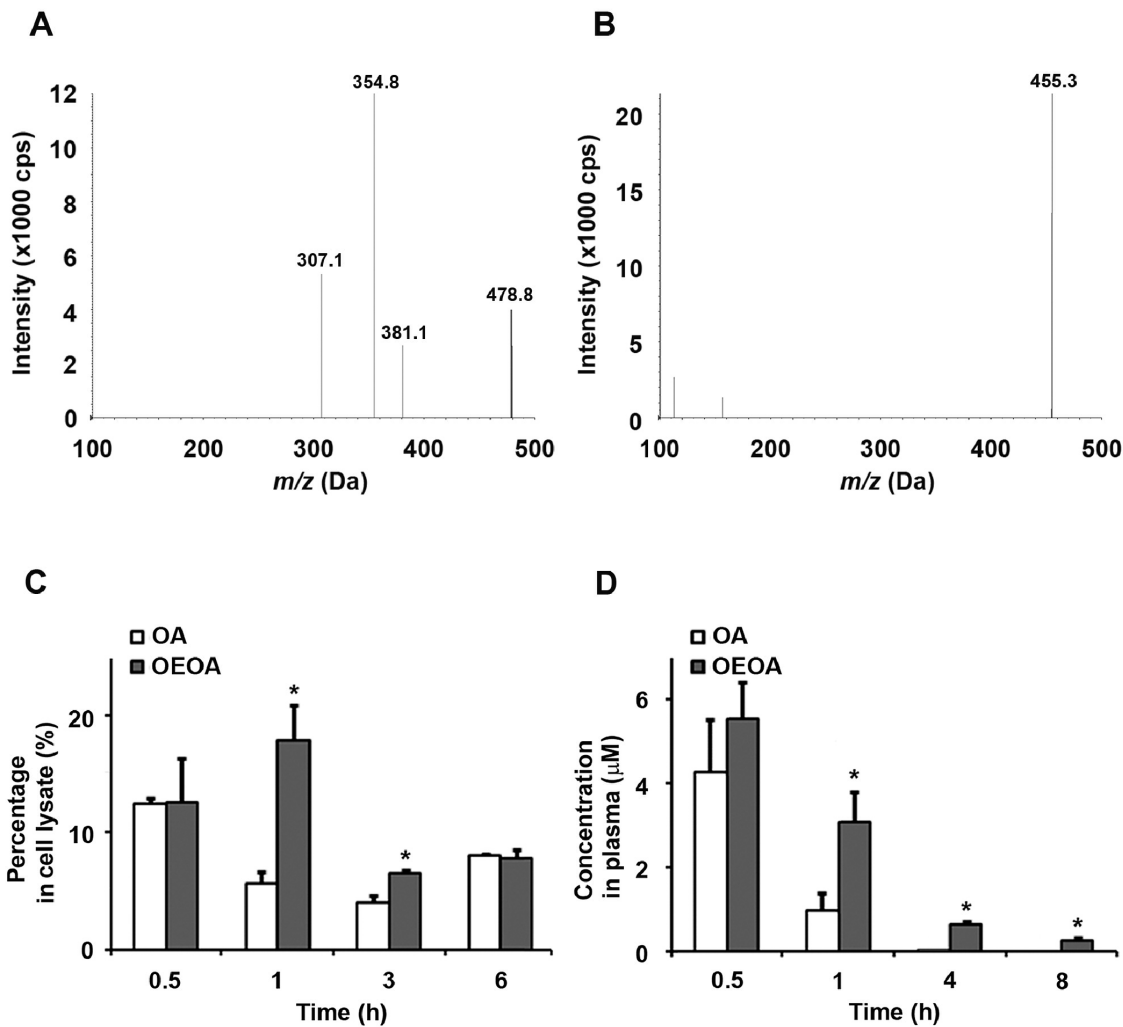 A
354.8
12
10
307.1
8
6
478.8
381.1
4
2
0
100 200 300 400 500
Intensity (x1000 cps)
m/z (Da)
B
455.3
20
15
10
5
0
100 200 300 400 500
Intensity (x1000 cps)
m/z (Da)
C
OA
OEOA
*
20
*
10
0
0.5 1 3 6
Percentage
in cell lysate (%)
Time (h)
D
OA
OEOA
6
*
4
2
*
*
0
0.5 1 4 8
Concentration
in plasma (μM)
Time (h)